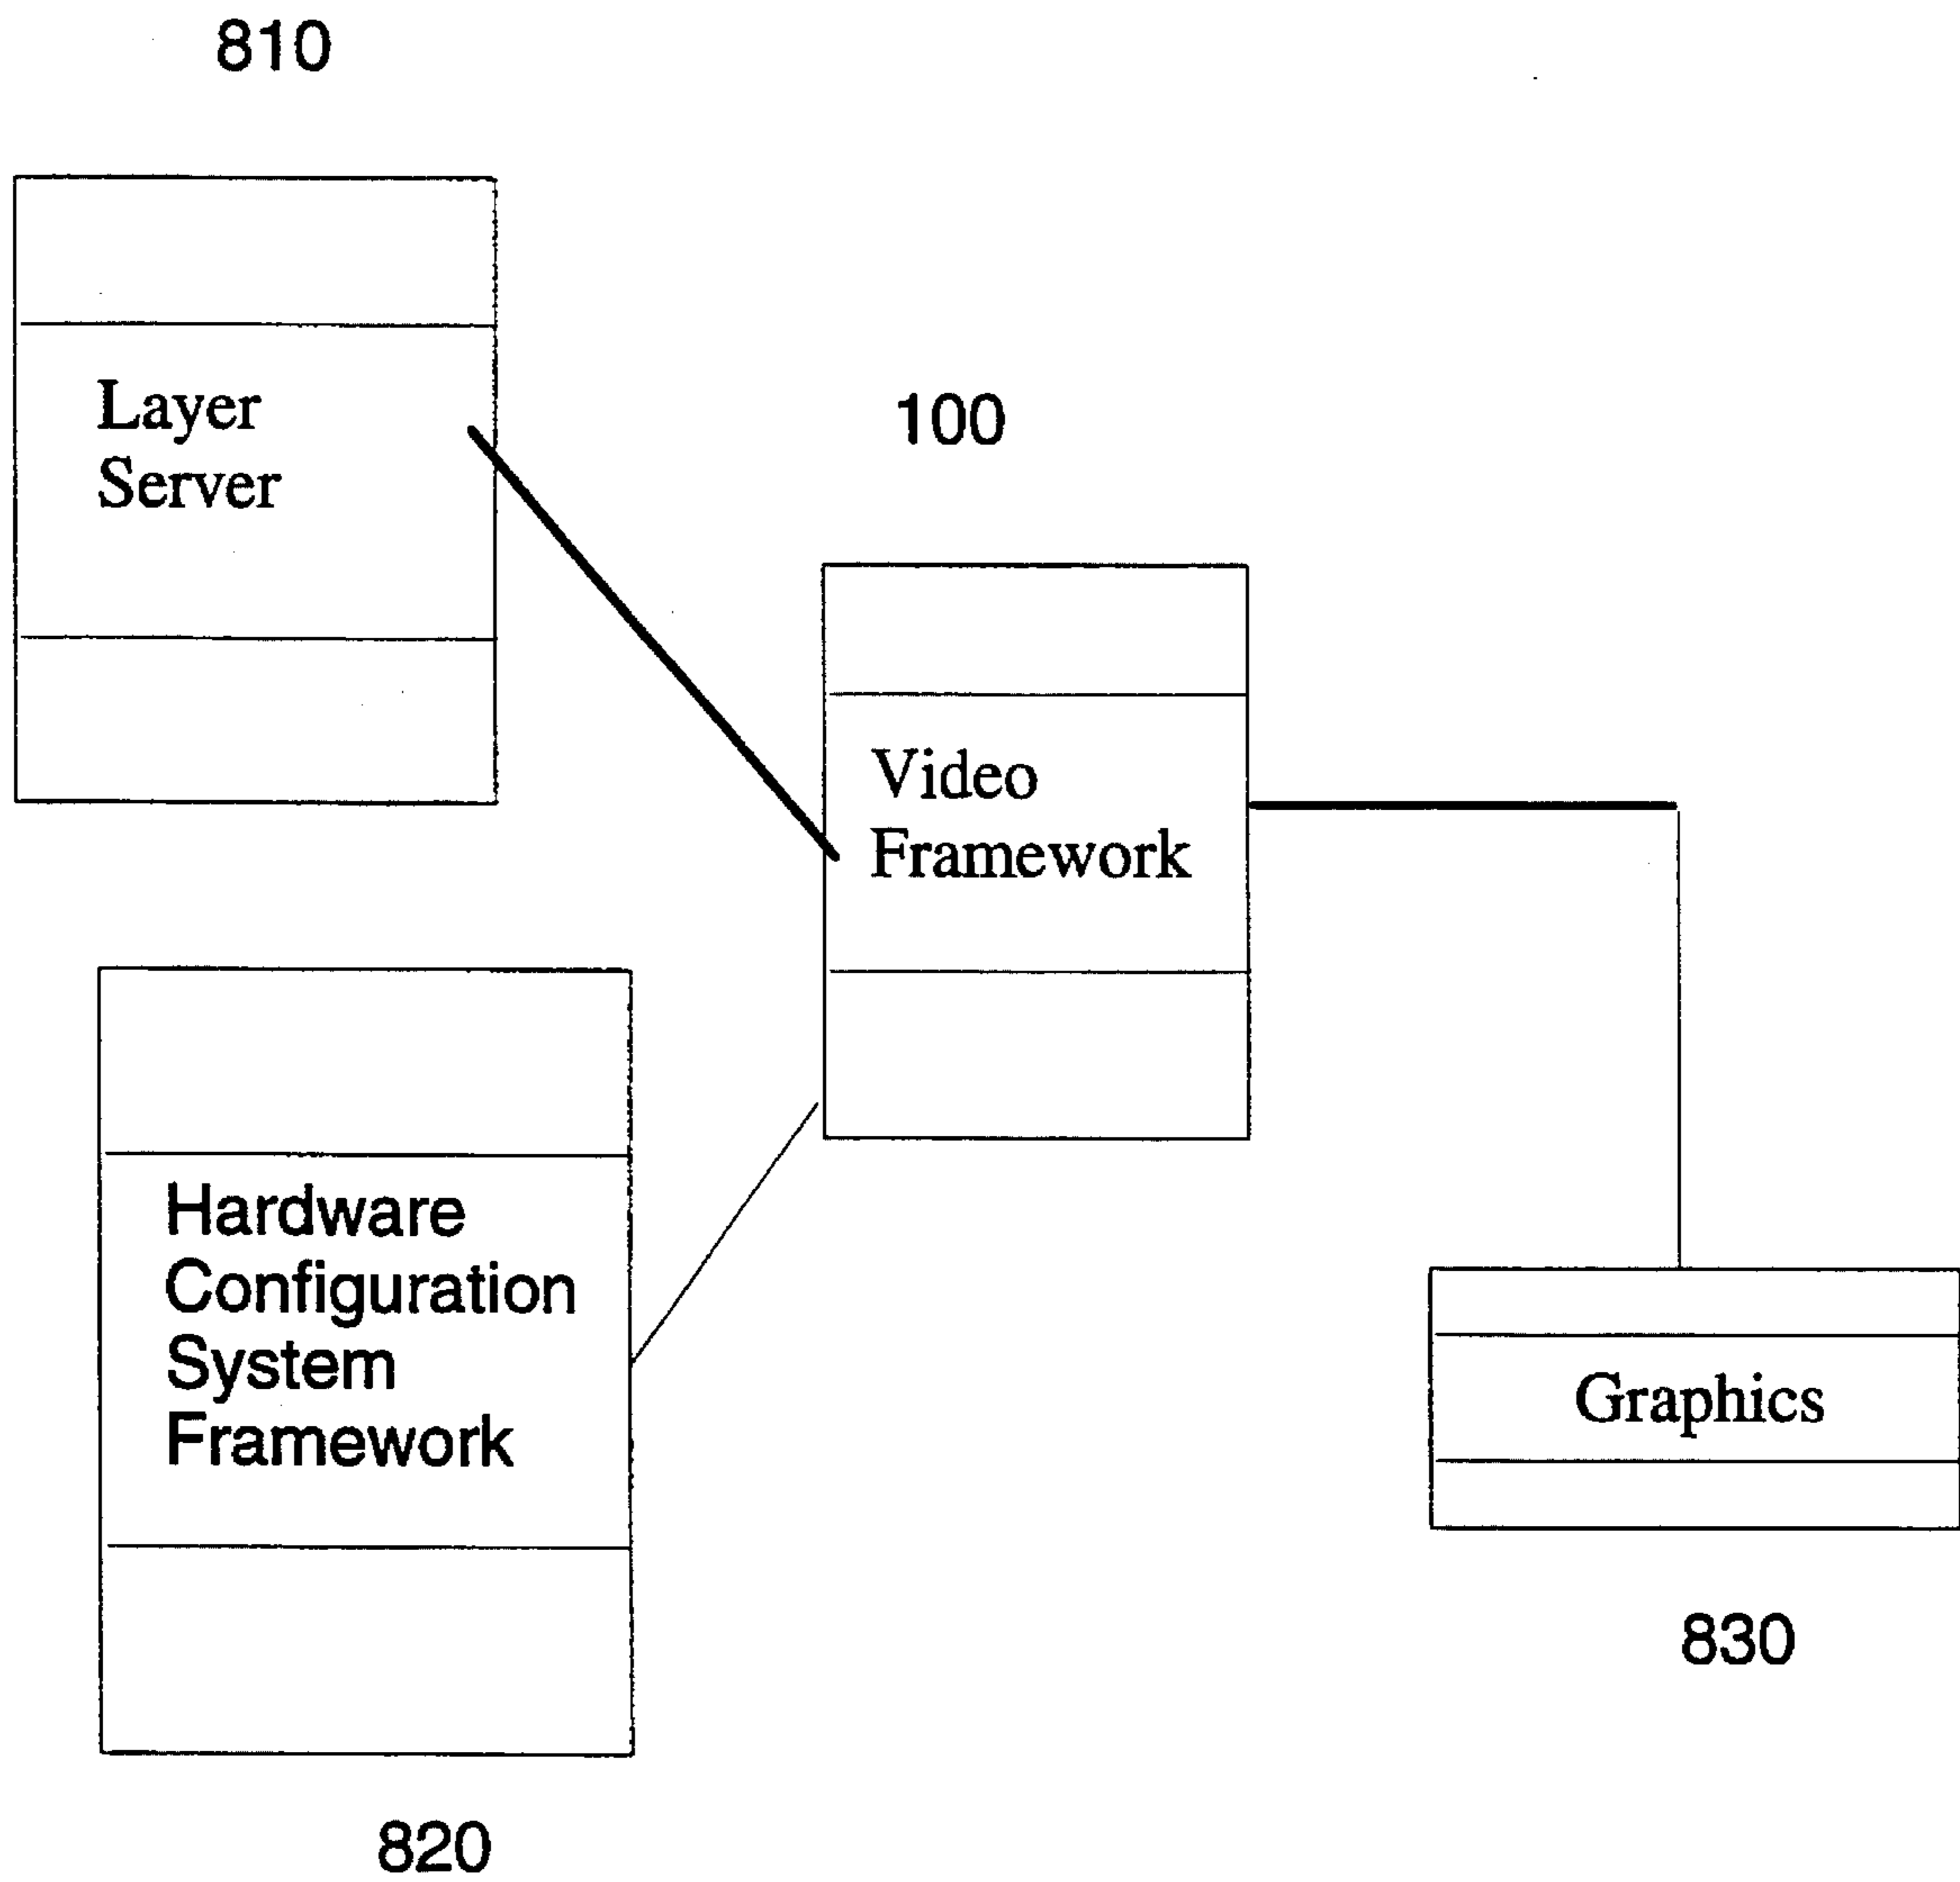 810
Layer
Server
100
Video
Framework
Hardware
Configuration
System
Framework
820
Graphics
830